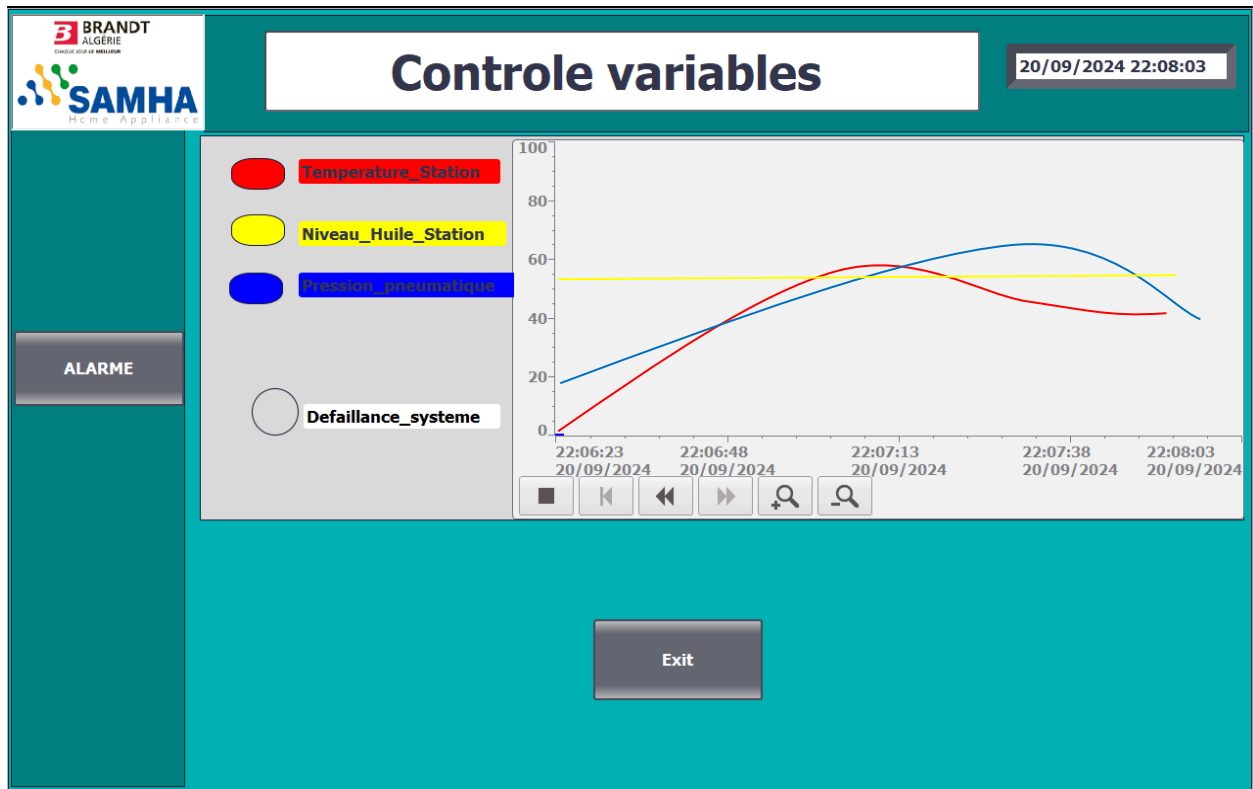 BRANDT
ALGÉRIE
CHAQUE JOUR LE MEILLEUR
SAMHA
Home Appliance
Controle variables
20/09/2024 22:08:03
ALARME
Temperature_Station
Niveau_Huile_Station
Pression_pneumatique
Defaillance_systeme
100
80
60
40
20
0
22:06:23 22:06:48 22:07:13 22:07:38 22:08:03
20/09/2024 20/09/2024 20/09/2024 20/09/2024 20/09/2024
Exit